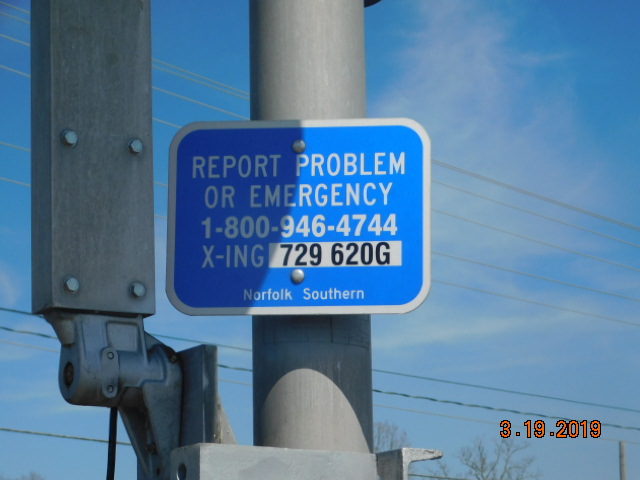 REPORT PROBLEM
OR EMERGENCY
1-800-946-4744
X-ING 729 620G
Norfolk Southern
3.19.2019